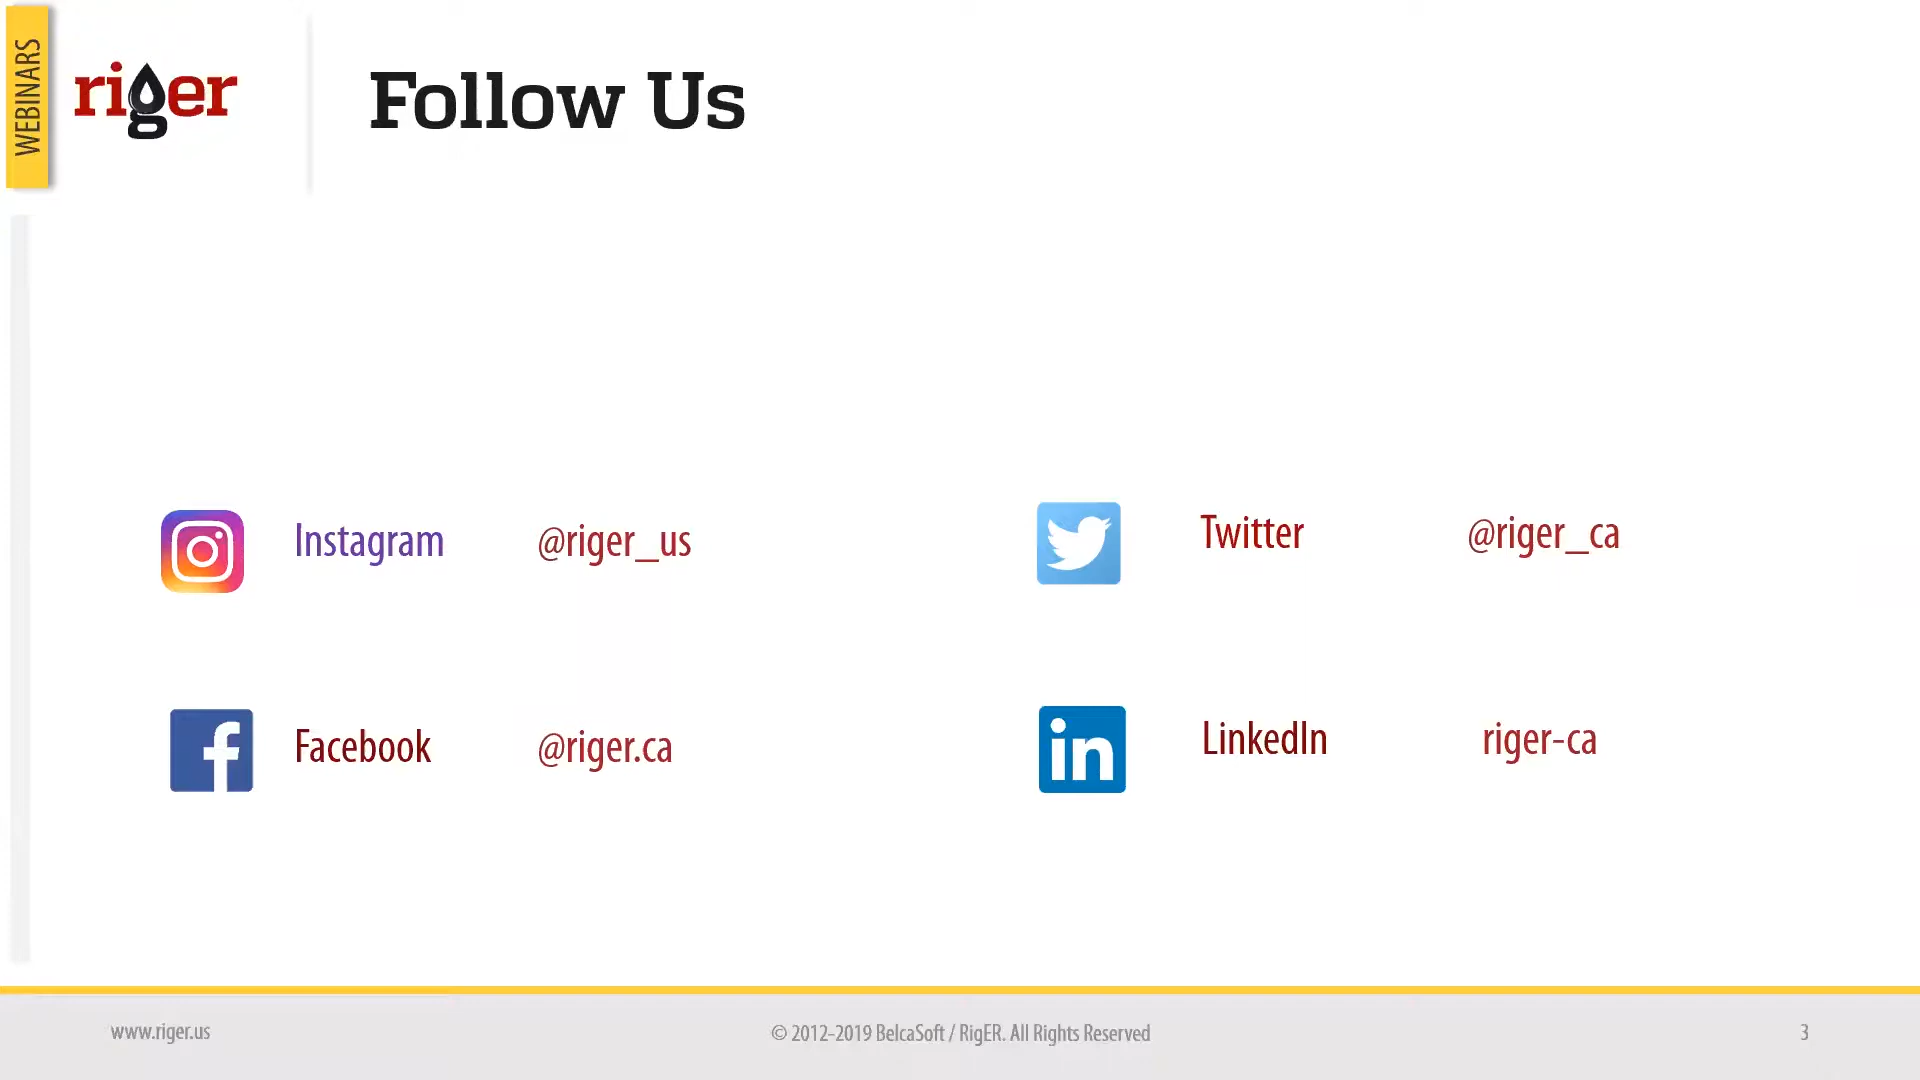 WEBINARS
riger
Follow Us
Instagram @riger_us
Twitter @riger_ca
Facebook @riger.ca
LinkedIn riger-ca
www.riger.us
© 2012-2019 BelcaSoft / RigER. All Rights Reserved
3